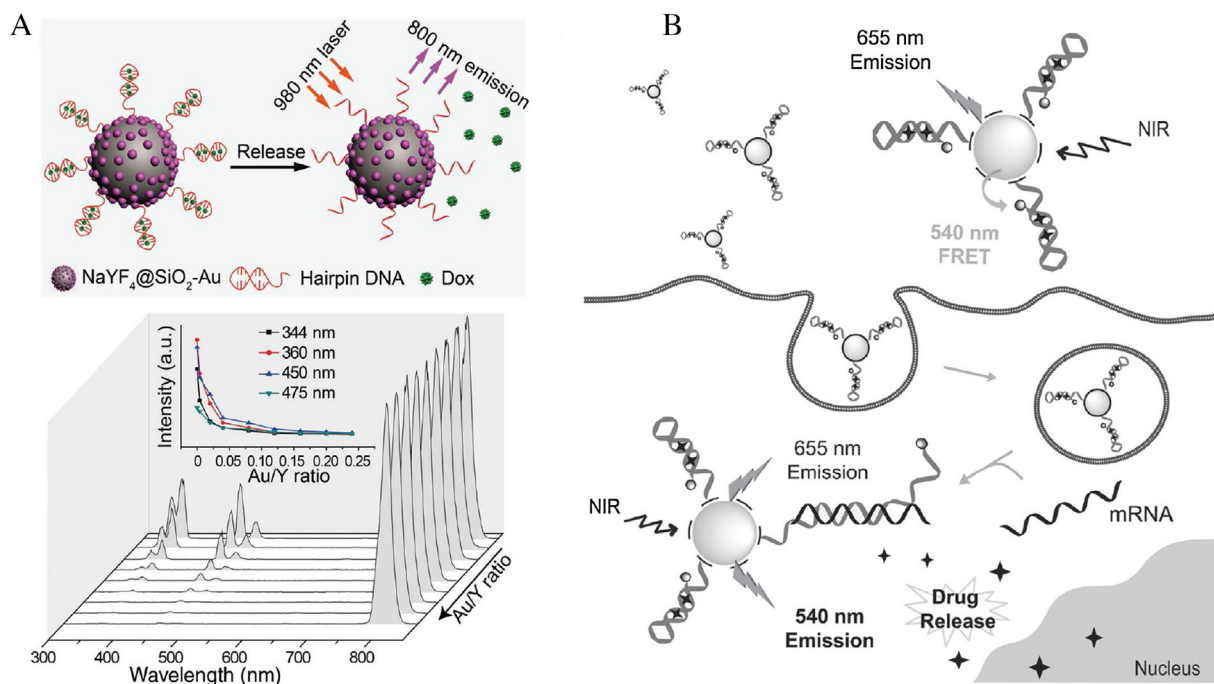 A
980 nm laser
800 nm emission
Release
NaYF4@SiO2-Au
Hairpin DNA
Dox
Intensity (a.u.)
344 nm
360 nm
450 nm
475 nm
0 0.05 0.10 0.15 0.20 0.25
Au/Y ratio
Au/Y ratio
300 400 500 600 700 800
Wavelength (nm)
B
655 nm
Emission
NIR
540 nm
FRET
655 nm
Emission
NIR
mRNA
540 nm
Emission
Drug
Release
Nucleus